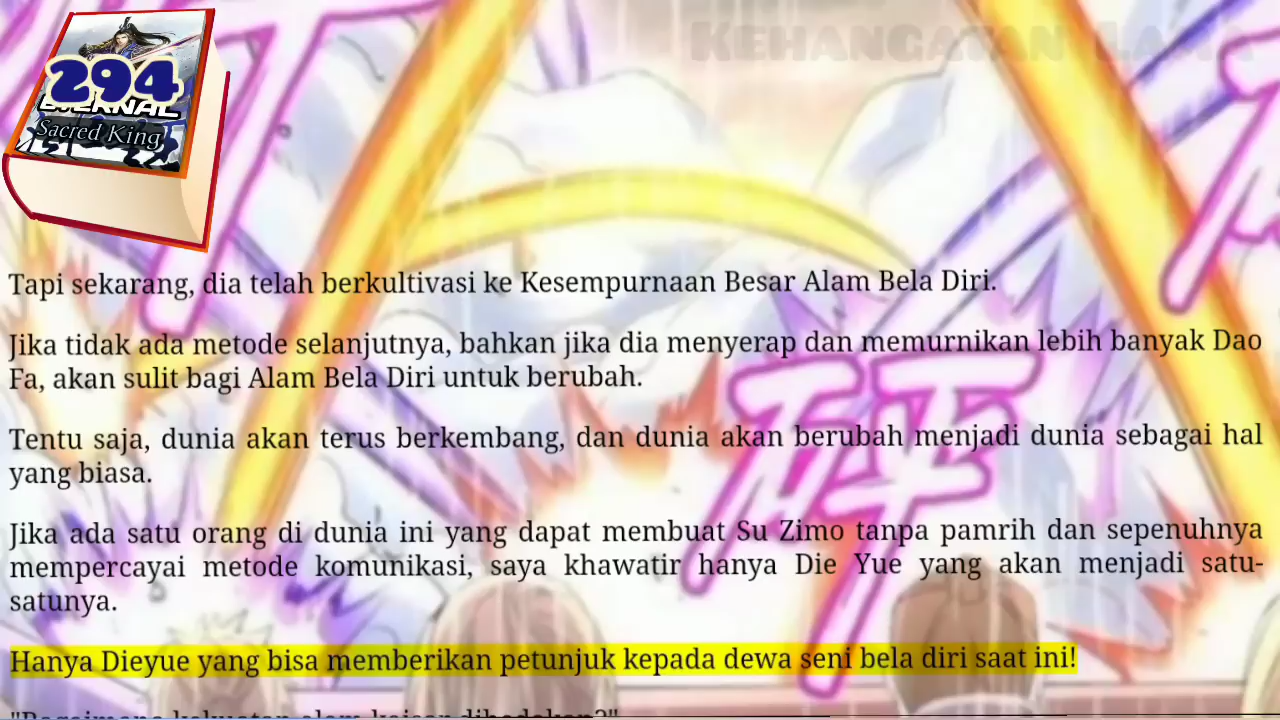 KEHANGATAN LAMA
294
ETERNAL
Sacred King
Tapi sekarang, dia telah berkultivasi ke Kesempurnaan Besar Alam Bela Diri.
Jika tidak ada metode selanjutnya, bahkan jika dia menyerap dan memurnikan lebih banyak Dao
Fa, akan sulit bagi Alam Bela Diri untuk berubah.
Tentu saja, dunia akan terus berkembang, dan dunia akan berubah menjadi dunia sebagai hal
yang biasa.
Jika ada satu orang di dunia ini yang dapat membuat Su Zimo tanpa pamrih dan sepenuhnya
mempercayai metode komunikasi, saya khawatir hanya Die Yue yang akan menjadi satu-
satunya.
Hanya Dieyue yang bisa memberikan petunjuk kepada dewa seni bela diri saat ini!
砰